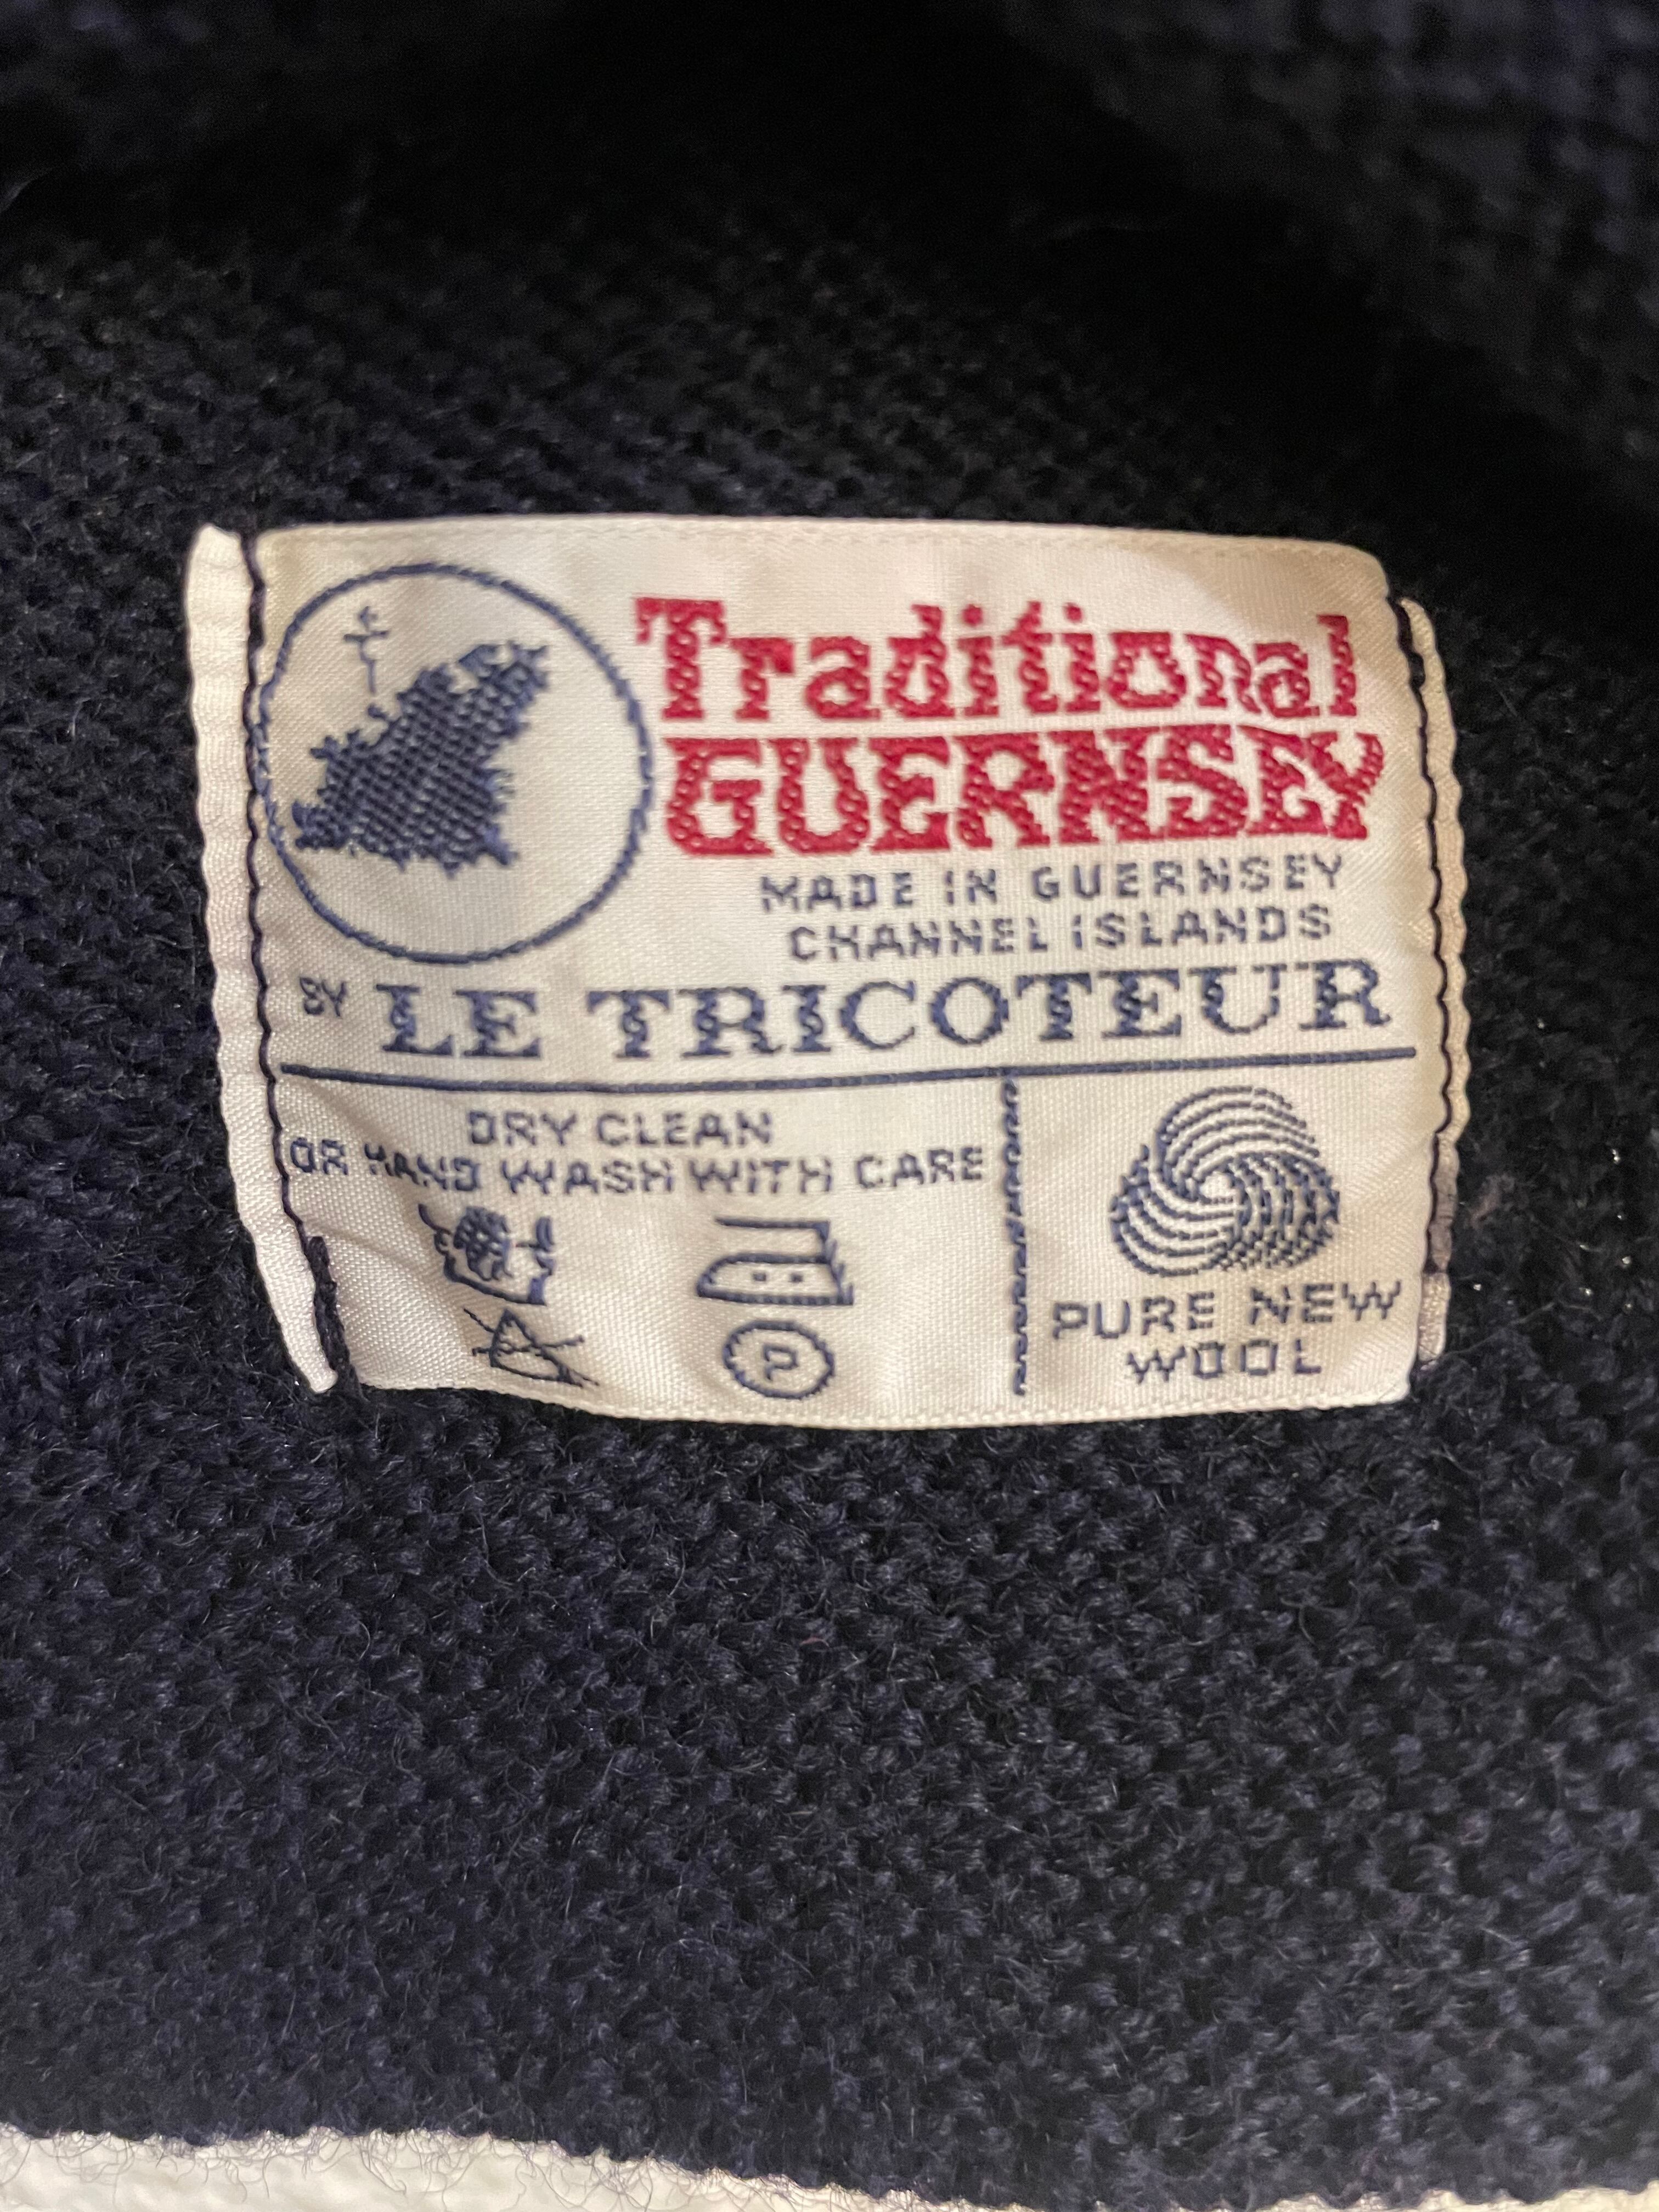 Traditional
GUERNSEY
MADE IN GUERNSEY
CHANNEL ISLANDS
BY LE TRICOTEUR
DRY CLEAN
OR HAND WASH WITH CARE
P
PURE NEW
WOOL